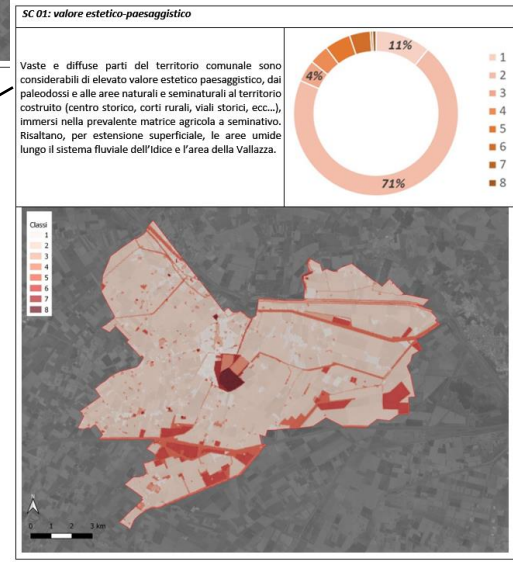 SC 01: valore estetico-paesaggistico
Vaste e diffuse parti del territorio comunale sono
considerabili di elevato valore estetico paesaggistico, dai
paleodossi e alle aree naturali e seminaturali al territorio
costruito (centro storico, corti rurali, viali storici, ecc...),
immersi nella prevalente matrice agricola a seminativo.
Risaltano, per estensione superficiale, le aree umide
lungo il sistema fluviale dell'Idice e l'area della Vallazza.
11%
4%
71%
1
2
3
4
5
6
7
8
Classi
1
2
3
4
5
6
7
8
0 1 2 3 km